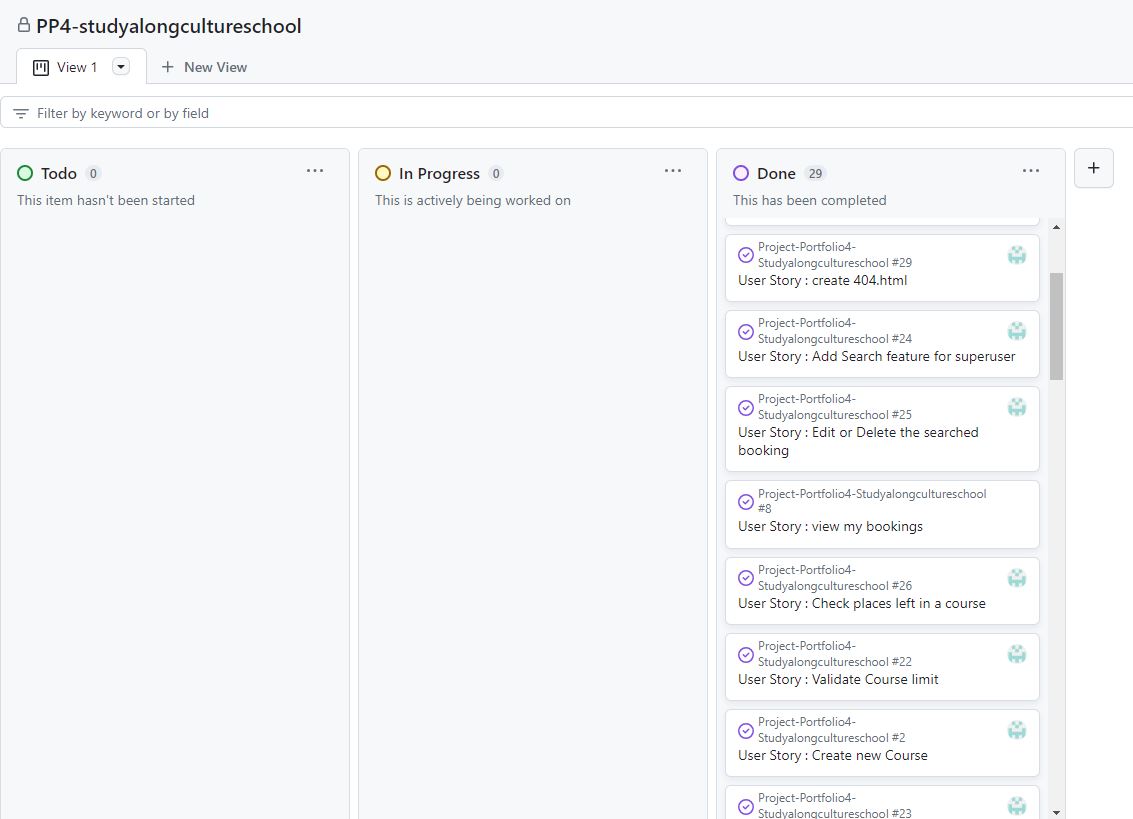 PP4-studyalongcultureschool
View 1
New View
Filter by keyword or by field
Todo 0
This item hasn't been started
In Progress 0
This is actively being worked on
Done 29
This has been completed
Project-Portfolio4-
Studyalongcultureschool #29
User Story : create 404.html
Project-Portfolio4-
Studyalongcultureschool #24
User Story : Add Search feature for superuser
Project-Portfolio4-
Studyalongcultureschool #25
User Story : Edit or Delete the searched
booking
Project-Portfolio4-Studyalongcultureschool
#8
User Story : view my bookings
Project-Portfolio4-
Studyalongcultureschool #26
User Story : Check places left in a course
Project-Portfolio4-
Studyalongcultureschool #22
User Story : Validate Course limit
Project-Portfolio4-
Studyalongcultureschool #2
User Story : Create new Course
Project-Portfolio4-
Studyalongcultureschool #23